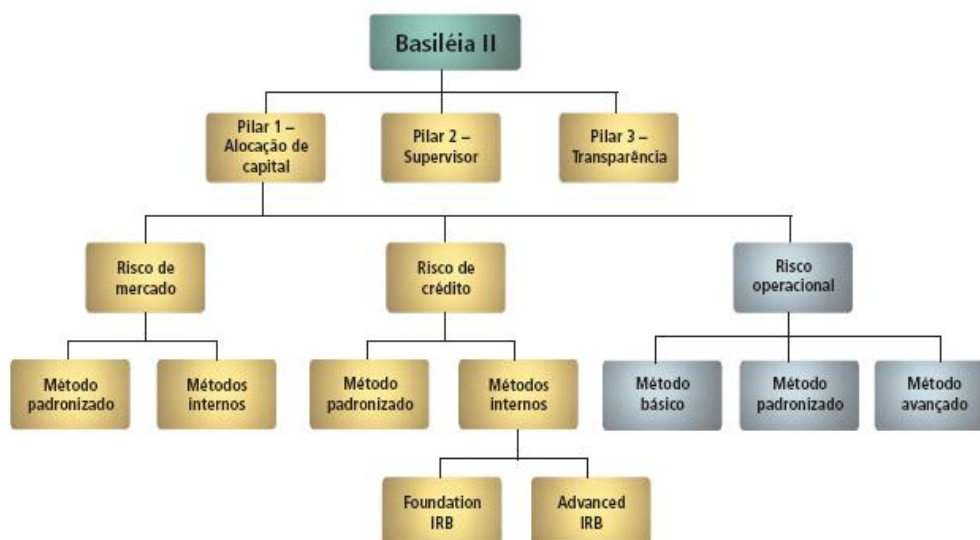 Basiléia II
Pilar 1 –
Alocação de
capital
Pilar 2 –
Supervisor
Pilar 3 –
Transparência
Risco de
mercado
Risco de
crédito
Risco
operacional
Método
padronizado
Métodos
internos
Método
padronizado
Métodos
internos
Método
básico
Método
padronizado
Método
avançado
Foundation
IRB
Advanced
IRB